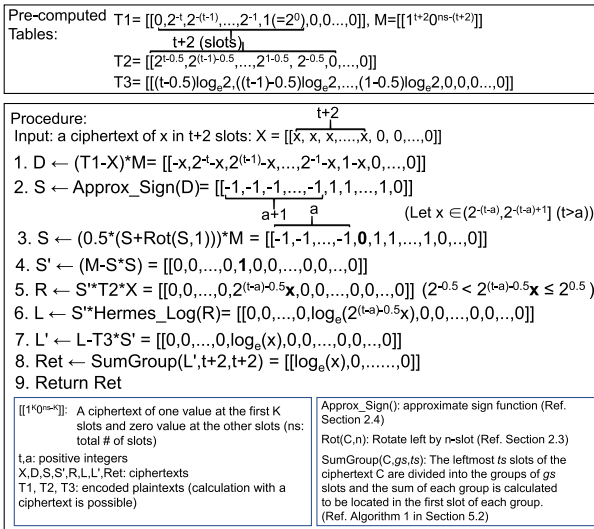 Pre-computed Tables:
T1= [[0,2^-t,2^-(t-1),...,2^-1,1(=2^0),0,0...,0]], M=[[1^t+2 0^ns-(t+2)]]
t+2 (slots)
T2= [[2^t-0.5,2^(t-1)-0.5,...,2^1-0.5, 2^-0.5,0,...,0]]
T3= [[(t-0.5)log_e2,((t-1)-0.5)log_e2,...,(1-0.5)log_e2,0,0,0...,0]]
Procedure:
t+2
Input: a ciphertext of x in t+2 slots: X = [[x, x, x,....,x, 0, 0,...,0]]
1. D ← (T1-X)*M= [[-x,2^-t-x,2^(t-1)-x,...,2^-1-x,1-x,0,...,0]]
2. S ← Approx_Sign(D)= [[-1,-1,-1,...,-1,1,1,...,1,0]]
a+1
a
(Let x ∈(2^-(t-a),2^-(t-a)+1] (t>a))
3. S ← (0.5*(S+Rot(S,1)))*M = [[-1,-1,...,-1,0,1,1,...,1,0,..,0]]
4. S' ← (M-S*S) = [[0,0,...,0,1,0,0,...,0,0,..,0]]
5. R ← S'*T2*X = [[0,0,...,0,2^(t-a)-0.5x,0,0,...,0,0,..,0]] (2^-0.5 < 2^(t-a)-0.5x ≤ 2^0.5 )
6. L ← S'*Hermes_Log(R)= [[0,0,...,0,log_e(2^(t-a)-0.5x),0,0,...,0,0,..,0]]
7. L' ← L-T3*S' = [[0,0,...,0,log_e(x),0,0,...,0,0,..,0]]
8. Ret ← SumGroup(L',t+2,t+2) = [[log_e(x),0,......,0]]
9. Return Ret
[[1^K0^ns-K]]: A ciphertext of one value at the first K
slots and zero value at the other slots (ns:
total # of slots)
t,a: positive integers
X,D,S,S',R,L,L',Ret: ciphertexts
T1, T2, T3: encoded plaintexts (calculation with a
ciphertext is possible)
Approx_Sign(): approximate sign function (Ref.
Section 2.4)
Rot(C,n): Rotate left by n-slot (Ref. Section 2.3)
SumGroup(C,gs,ts): The leftmost ts slots of the
ciphertext C are divided into the groups of gs
slots and the sum of each group is calculated
to be located in the first slot of each group.
(Ref. Algorithm 1 in Section 5.2)